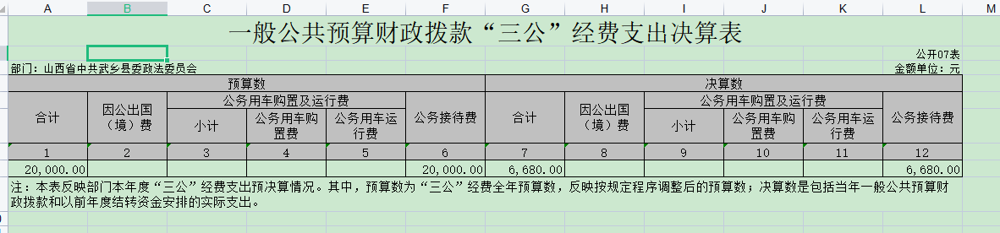 A B C D E F G H I J K L M
一般公共预算财政拨款“三公”经费支出决算表
公开07表
部门：山西省中共武乡县委政法委员会 金额单位：元
预算数 决算数
合计 因公出国（境）费 公务用车购置及运行费 公务接待费 合计 因公出国（境）费 公务用车购置及运行费 公务接待费
小计 公务用车购置费 公务用车运行费 小计 公务用车购置费 公务用车运行费
1 2 3 4 5 6 7 8 9 10 11 12
20,000.00 20,000.00 6,680.00 6,680.00
注：本表反映部门本年度“三公”经费支出预决算情况。其中，预算数为“三公”经费全年预算数，反映按规定程序调整后的预算数；决算数是包括当年一般公共预算财
政拨款和以前年度结转资金安排的实际支出。